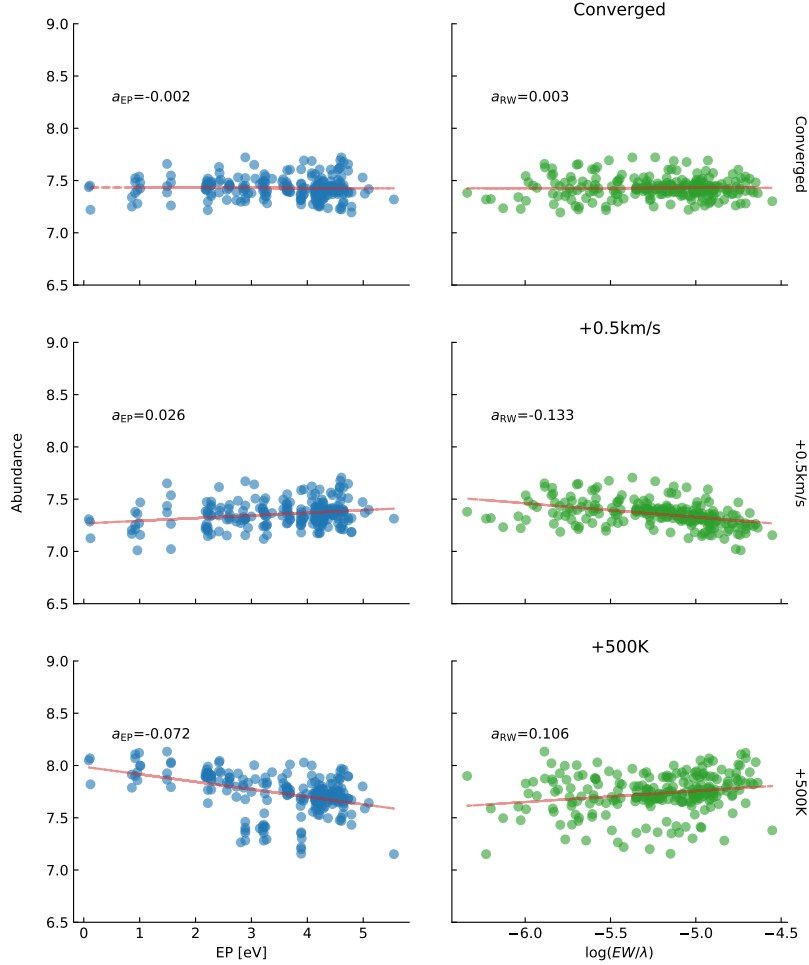 Converged
9.0
8.5
8.0
7.5
7.0
6.5
a_EP=-0.002
a_RW=0.003
Converged
+0.5km/s
9.0
8.5
8.0
7.5
7.0
6.5
Abundance
a_EP=0.026
a_RW=-0.133
+0.5km/s
+500K
9.0
8.5
8.0
7.5
7.0
6.5
a_EP=-0.072
a_RW=0.106
+500K
0 1 2 3 4 5
EP [eV]
−6.0 −5.5 −5.0 −4.5
log(EW/λ)